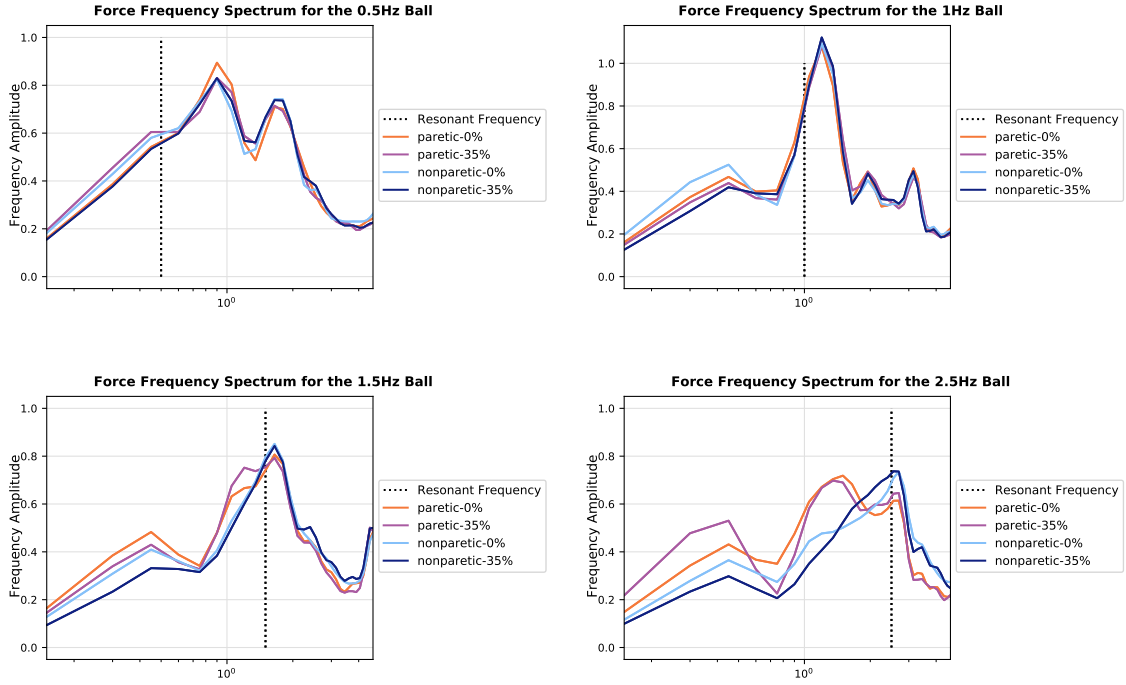 Force Frequency Spectrum for the 0.5Hz Ball
Frequency Amplitude
1.0
0.8
0.6
0.4
0.2
0.0
10⁰
Resonant Frequency
paretic-0%
paretic-35%
nonparetic-0%
nonparetic-35%
Force Frequency Spectrum for the 1Hz Ball
Frequency Amplitude
1.0
0.8
0.6
0.4
0.2
0.0
10⁰
Resonant Frequency
paretic-0%
paretic-35%
nonparetic-0%
nonparetic-35%
Force Frequency Spectrum for the 1.5Hz Ball
Frequency Amplitude
1.0
0.8
0.6
0.4
0.2
0.0
10⁰
Resonant Frequency
paretic-0%
paretic-35%
nonparetic-0%
nonparetic-35%
Force Frequency Spectrum for the 2.5Hz Ball
Frequency Amplitude
1.0
0.8
0.6
0.4
0.2
0.0
10⁰
Resonant Frequency
paretic-0%
paretic-35%
nonparetic-0%
nonparetic-35%